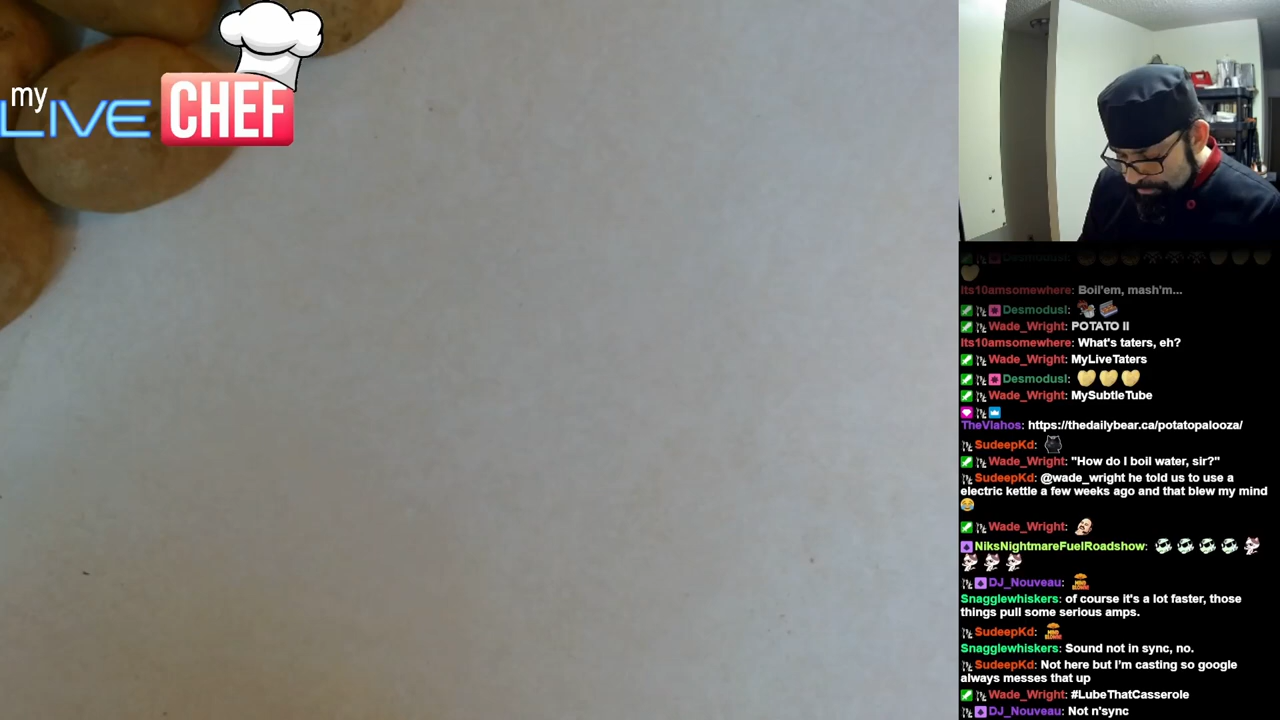 my
LIVE CHEF
Desmodusl:
Its10amsomewhere: Boil'em, mash'm...
Desmodusl:
Wade_Wright: POTATO II
Its10amsomewhere: What's taters, eh?
Wade_Wright: MyLiveTaters
Desmodusl:
Wade_Wright: MySubtleTube
TheVlahos: https://thedailybear.ca/potatopalooza/
SudeepKd:
Wade_Wright: "How do I boil water, sir?"
SudeepKd: @wade_wright he told us to use a
electric kettle a few weeks ago and that blew my mind
Wade_Wright:
NiksNightmareFuelRoadshow:
DJ_Nouveau:
Snagglewhiskers: of course it's a lot faster, those
things pull some serious amps.
SudeepKd:
Snagglewhiskers: Sound not in sync, no.
SudeepKd: Not here but I'm casting so google
always messes that up
Wade_Wright: #LubeThatCasserole
DJ_Nouveau: Not n'sync